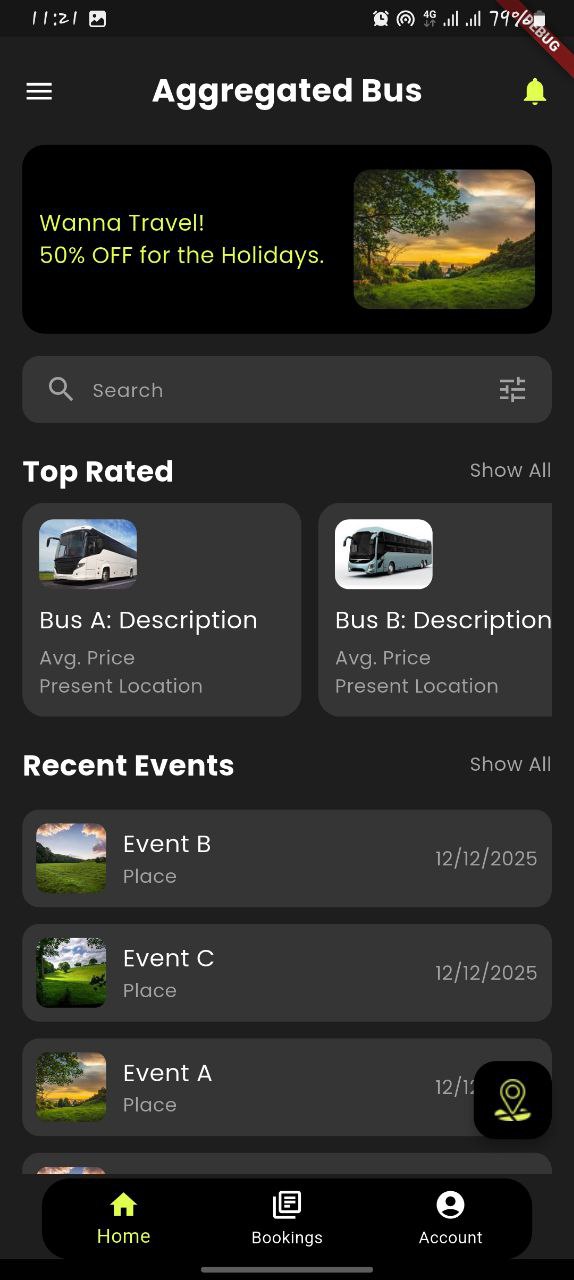 11:21 4G 79% DEBUG
Aggregated Bus
Wanna Travel!
50% OFF for the Holidays.
Search
Top Rated Show All
Bus A: Description Bus B: Description
Avg. Price Avg. Price
Present Location Present Location
Recent Events Show All
Event B
Place 12/12/2025
Event C
Place 12/12/2025
Event A
Place 12/12
Home Bookings Account